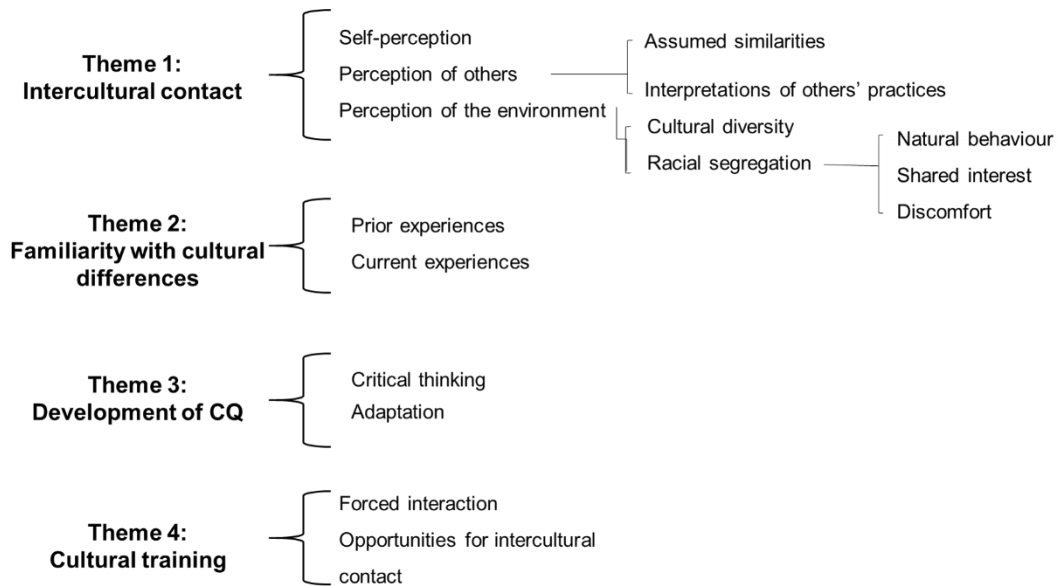 Theme 1:
Intercultural contact
Self-perception
Perception of others
Perception of the environment
Assumed similarities
Interpretations of others’ practices
Cultural diversity
Racial segregation
Natural behaviour
Shared interest
Discomfort
Theme 2:
Familiarity with cultural
differences
Prior experiences
Current experiences
Theme 3:
Development of CQ
Critical thinking
Adaptation
Theme 4:
Cultural training
Forced interaction
Opportunities for intercultural
contact